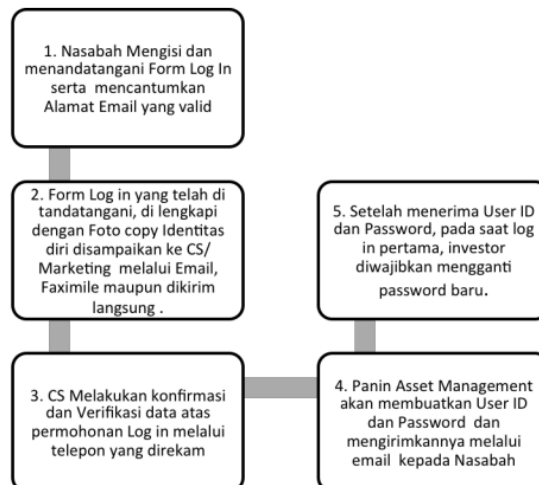 1. Nasabah Mengisi dan
menandatangani Form Log In
serta mencantumkan
Alamat Email yang valid
2. Form Log in yang telah di
tandatangani, di lengkapi
dengan Foto copy Identitas
diri disampaikan ke CS/
Marketing melalui Email,
Faximile maupun dikirim
langsung .
3. CS Melakukan konfirmasi
dan Verifikasi data atas
permohonan Log in melalui
telepon yang direkam
4. Panin Asset Management
akan membuatkan User ID
dan Password dan
mengirimkannya melalui
email kepada Nasabah
5. Setelah menerima User ID
dan Password, pada saat log
in pertama, investor
diwajibkan mengganti
password baru.